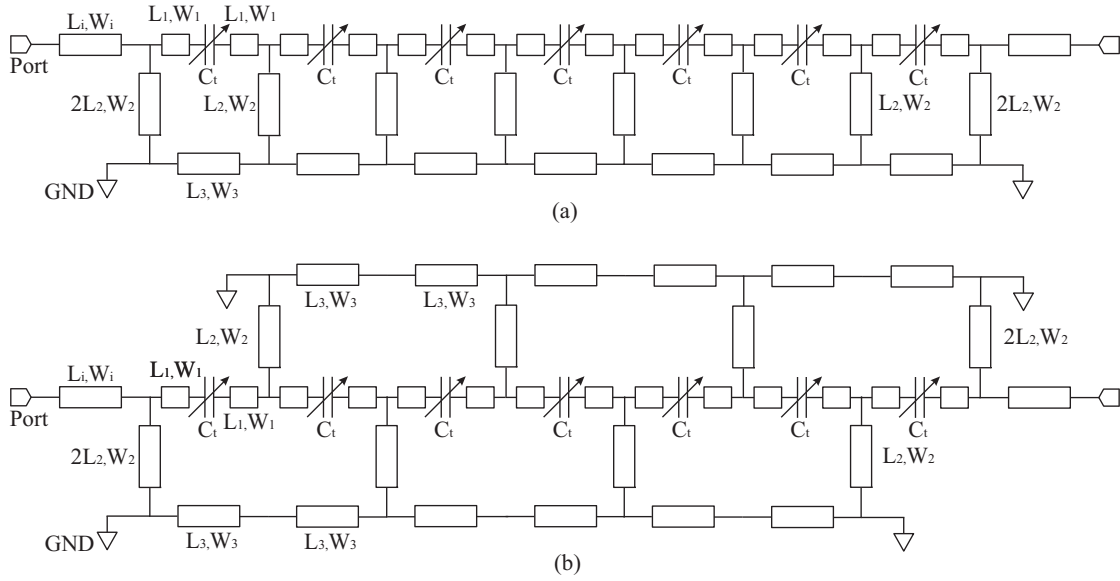 Lᵢ,Wᵢ L₁,W₁ L₁,W₁
Port Cₜ Cₜ Cₜ Cₜ Cₜ Cₜ Cₜ
2L₂,W₂ L₂,W₂ L₂,W₂ 2L₂,W₂
GND L₃,W₃
(a)
L₃,W₃ L₃,W₃
L₂,W₂ 2L₂,W₂
Lᵢ,Wᵢ L₁,W₁
Port Cₜ L₁,W₁ Cₜ Cₜ Cₜ Cₜ Cₜ Cₜ
2L₂,W₂ L₂,W₂
GND L₃,W₃ L₃,W₃
(b)